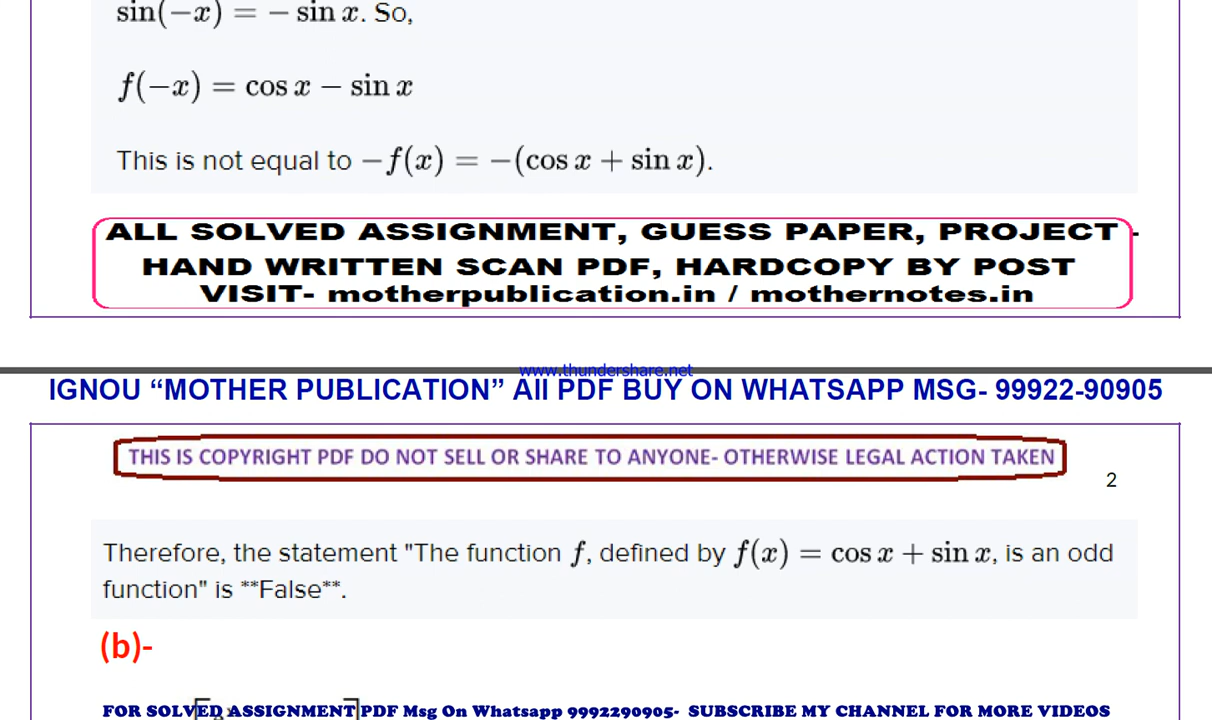 sin(−x) = − sin x. So,
f(−x) = cos x − sin x
This is not equal to −f(x) = −(cos x + sin x).
ALL SOLVED ASSIGNMENT, GUESS PAPER, PROJECT -
HAND WRITTEN SCAN PDF, HARDCOPY BY POST
VISIT- motherpublication.in / mothernotes.in
www.thundershare.net
IGNOU “MOTHER PUBLICATION” All PDF BUY ON WHATSAPP MSG- 99922-90905
THIS IS COPYRIGHT PDF DO NOT SELL OR SHARE TO ANYONE- OTHERWISE LEGAL ACTION TAKEN
2
Therefore, the statement "The function f, defined by f(x) = cos x + sin x, is an odd
function" is **False**.
(b)-
FOR SOLVED ASSIGNMENT PDF Msg On Whatsapp 9992290905- SUBSCRIBE MY CHANNEL FOR MORE VIDEOS